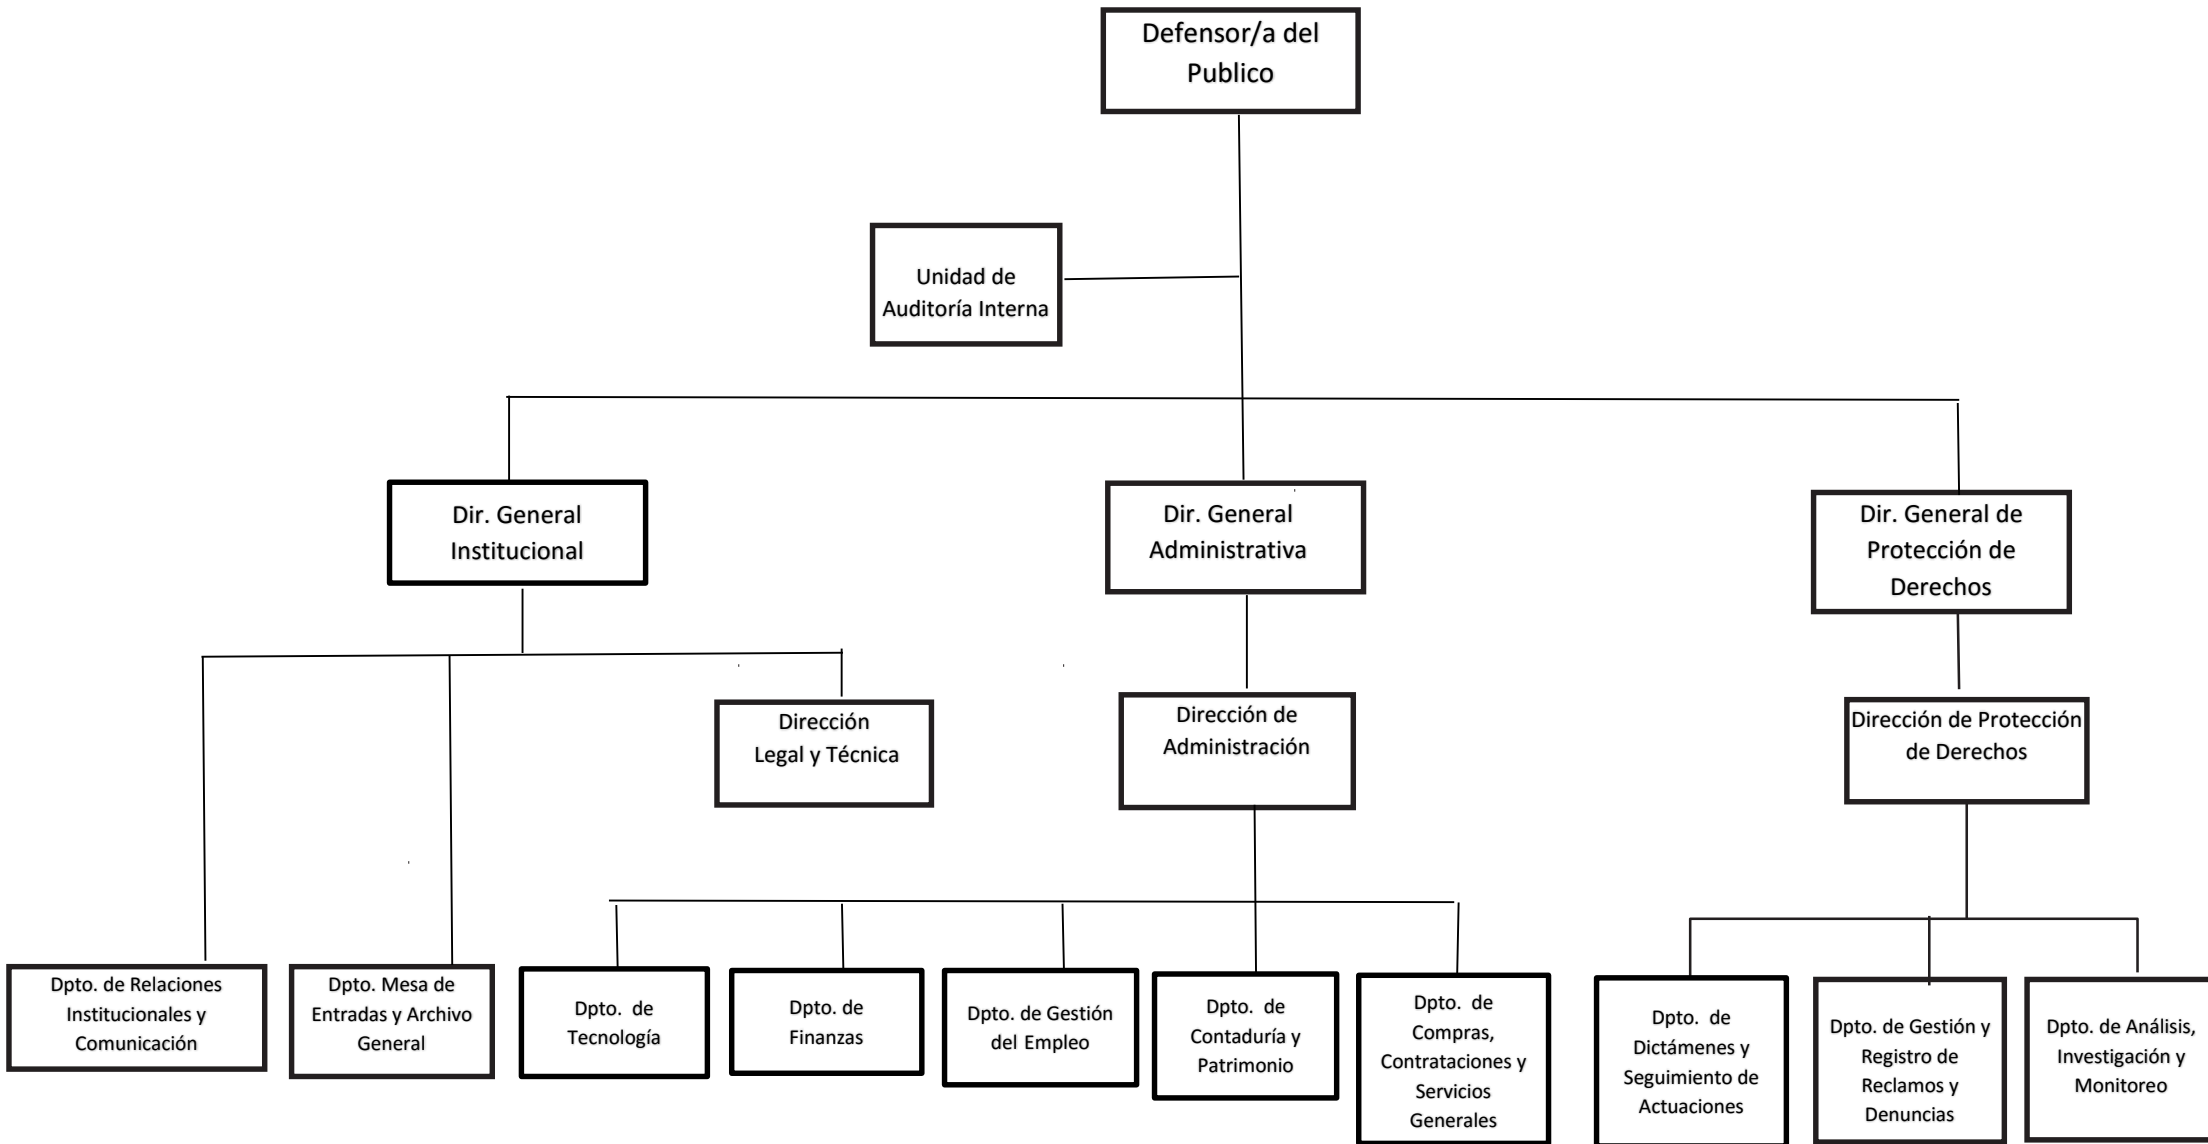 Defensor/a del
Publico
Unidad de
Auditoría Interna
Dir. General
Institucional
Dir. General
Administrativa
Dir. General de
Protección de
Derechos
Dirección
Legal y Técnica
Dirección de
Administración
Dirección de Protección
de Derechos
Dpto. de Relaciones
Institucionales y
Comunicación
Dpto. Mesa de
Entradas y Archivo
General
Dpto. de
Tecnología
Dpto. de
Finanzas
Dpto. de Gestión
del Empleo
Dpto. de
Contaduría y
Patrimonio
Dpto. de
Compras,
Contrataciones y
Servicios
Generales
Dpto. de
Dictámenes y
Seguimiento de
Actuaciones
Dpto. de Gestión y
Registro de
Reclamos y
Denuncias
Dpto. de Análisis,
Investigación y
Monitoreo